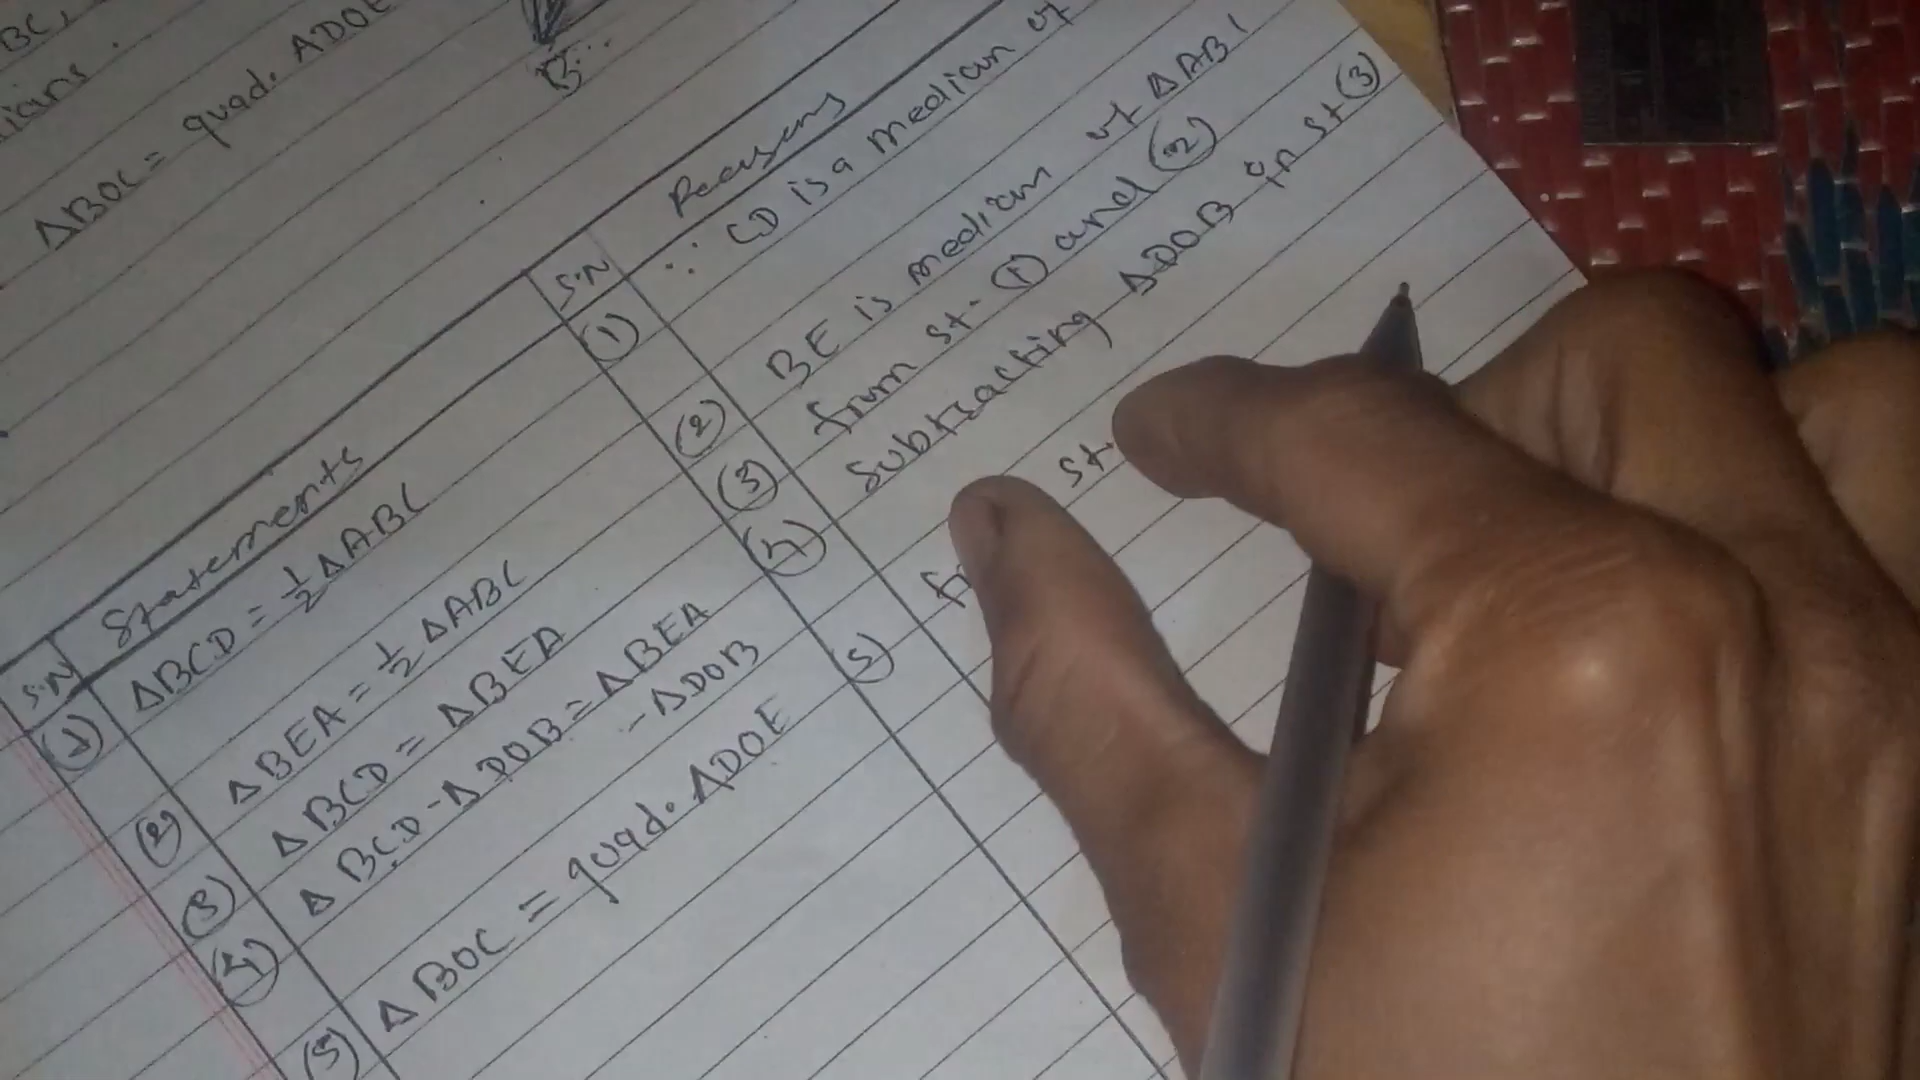 BC,
ΔBOC = quad. ADOE
B
S.N Statements S.N Reasons
(1) ΔBCD = 1/2 ΔABC (1) ∵ CD is a median of
(2) ΔBEA = 1/2 ΔABC (2) BE is median of ΔAB
(3) ΔBCD = ΔBEA (3) from st- (1) and (2)
(4) ΔBCD - ΔDOB = ΔBEA (4) Subtracting ΔDOB in st (3)
- ΔDOB
(5) ΔBOC = quad. ADOE (5) st.